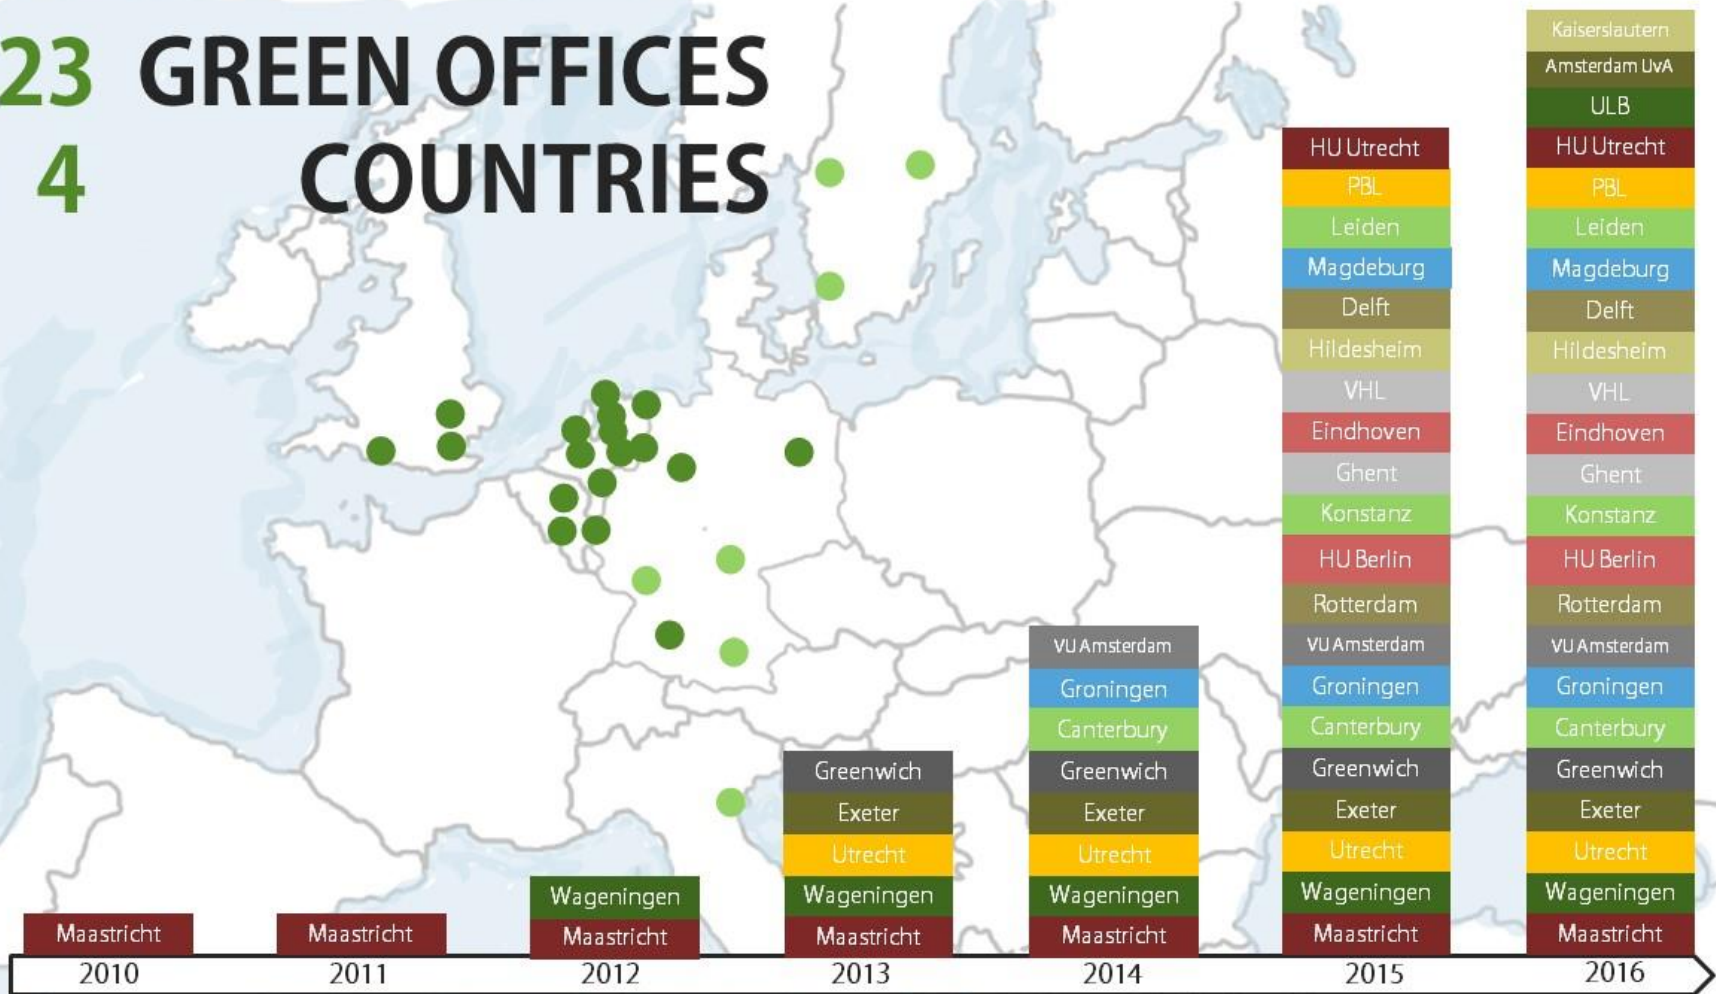 23 GREEN OFFICES
4 COUNTRIES
Maastricht
2010
Maastricht
2011
Wageningen
Maastricht
2012
Greenwich
Exeter
Utrecht
Wageningen
Maastricht
2013
VU Amsterdam
Groningen
Canterbury
Greenwich
Exeter
Utrecht
Wageningen
Maastricht
2014
HU Utrecht
PBL
Leiden
Magdeburg
Delft
Hildesheim
VHL
Eindhoven
Ghent
Konstanz
HU Berlin
Rotterdam
VU Amsterdam
Groningen
Canterbury
Greenwich
Exeter
Utrecht
Wageningen
Maastricht
2015
Kaiserslautern
Amsterdam UvA
ULB
HU Utrecht
PBL
Leiden
Magdeburg
Delft
Hildesheim
VHL
Eindhoven
Ghent
Konstanz
HU Berlin
Rotterdam
VU Amsterdam
Groningen
Canterbury
Greenwich
Exeter
Utrecht
Wageningen
Maastricht
2016